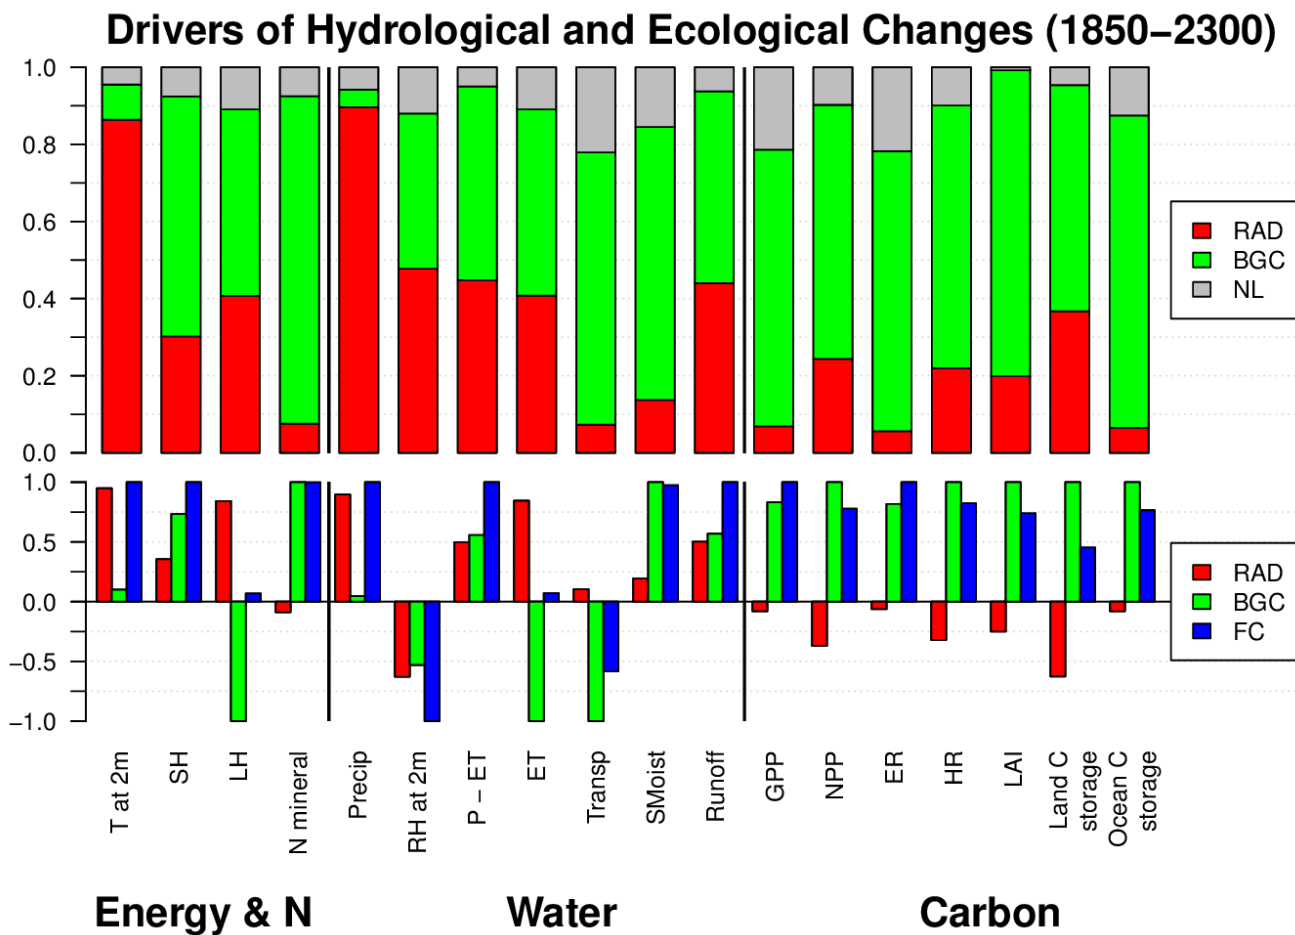 Drivers of Hydrological and Ecological Changes (1850−2300)
1.0
0.8
0.6
0.4
0.2
0.0
RAD
BGC
NL
1.0
0.5
0.0
−0.5
−1.0
RAD
BGC
FC
T at 2m
SH
LH
N mineral
Precip
RH at 2m
P − ET
ET
Transp
SMoist
Runoff
GPP
NPP
ER
HR
LAI
Land C
storage
Ocean C
storage
Energy & N
Water
Carbon